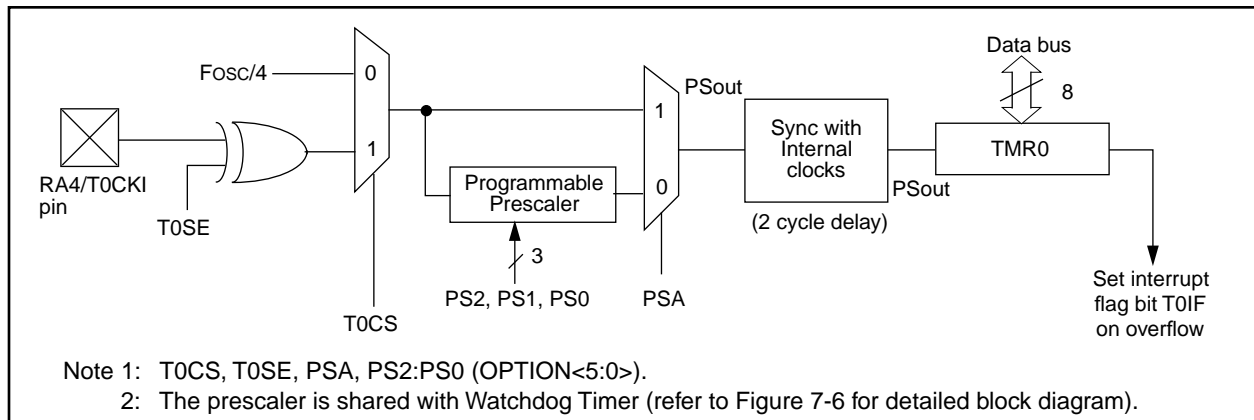 Data bus
FOSC/4
0
PSout
8
1
1
Sync with
Internal
clocks
TMR0
RA4/T0CKI
pin
Programmable
Prescaler
0
PSout
T0SE
(2 cycle delay)
3
PS2, PS1, PS0
PSA
T0CS
Set interrupt
flag bit T0IF
on overflow
Note 1: T0CS, T0SE, PSA, PS2:PS0 (OPTION<5:0>).
2: The prescaler is shared with Watchdog Timer (refer to Figure 7-6 for detailed block diagram).